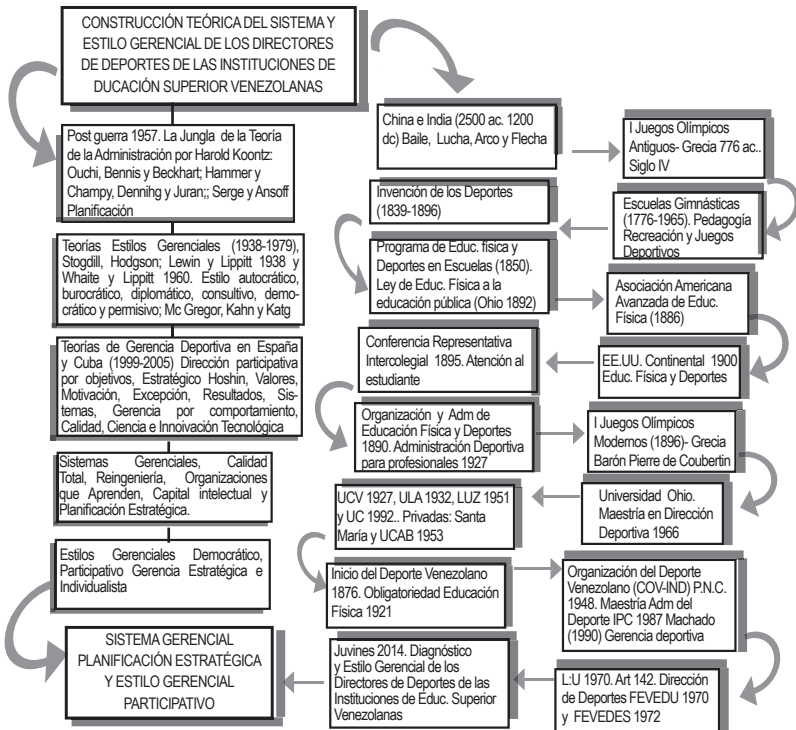 CONSTRUCCIÓN TEÓRICA DEL SISTEMA Y
ESTILO GERENCIAL DE LOS DIRECTORES
DE DEPORTES DE LAS INSTITUCIONES DE
DUCACIÓN SUPERIOR VENEZOLANAS
Post guerra 1957. La Jungla de la Teoría
de la Administración por Harold Koontz:
Ouchi, Bennis y Beckhart; Hammer y
Champy, Dennihg y Juran;; Serge y Ansoff
Planificación
Teorías Estilos Gerenciales (1938-1979),
Stogdill, Hodgson; Lewin y Lippitt 1938 y
Whaite y Lippitt 1960. Estilo autocrático,
burocrático, diplomático, consultivo, demo-
crático y permisivo; Mc Gregor, Kahn y Katg
Teorías de Gerencia Deportiva en España
y Cuba (1999-2005) Dirección participativa
por objetivos, Estratégico Hoshin, Valores,
Motivación, Excepción, Resultados, Sis-
temas, Gerencia por comportamiento,
Calidad, Ciencia e Innoivación Tecnológica
Sistemas Gerenciales, Calidad
Total, Reingeniería, Organizaciones
que Aprenden, Capital intelectual y
Planificación Estratégica.
Estilos Gerenciales Democrático,
Participativo Gerencia Estratégica e
Individualista
SISTEMA GERENCIAL
PLANIFICACIÓN ESTRATÉGICA
Y ESTILO GERENCIAL
PARTICIPATIVO
China e India (2500 ac. 1200
dc) Baile, Lucha, Arco y Flecha
I Juegos Olímpicos
Antiguos- Grecia 776 ac..
Siglo IV
Escuelas Gimnásticas
(1776-1965). Pedagogía
Recreación y Juegos
Deportivos
Invención de los Deportes
(1839-1896)
Programa de Educ. física y
Deportes en Escuelas (1850).
Ley de Educ. Física a la
educación pública (Ohio 1892)
Asociación Americana
Avanzada de Educ.
Física (1886)
EE.UU. Continental 1900
Educ. Física y Deportes
Conferencia Representativa
Intercolegial 1895. Atención al
estudiante
Organización y Adm de
Educación Física y Deportes
1890. Administración Deportiva
para profesionales 1927
I Juegos Olímpicos
Modernos (1896)- Grecia
Barón Pierre de Coubertin
Universidad Ohio.
Maestría en Dirección
Deportiva 1966
UCV 1927, ULA 1932, LUZ 1951
y UC 1992.. Privadas: Santa
María y UCAB 1953
Inicio del Deporte Venezolano
1876. Obligatoriedad Educación
Física 1921
Organización del Deporte
Venezolano (COV-IND) P.N.C.
1948. Maestría Adm del
Deporte IPC 1987 Machado
(1990) Gerencia deportiva
L:U 1970. Art 142. Dirección
de Deportes FEVEDU 1970
y FEVEDES 1972
Juvines 2014. Diagnóstico
y Estilo Gerencial de los
Directores de Deportes de las
Instituciones de Educ. Superior
Venezolanas